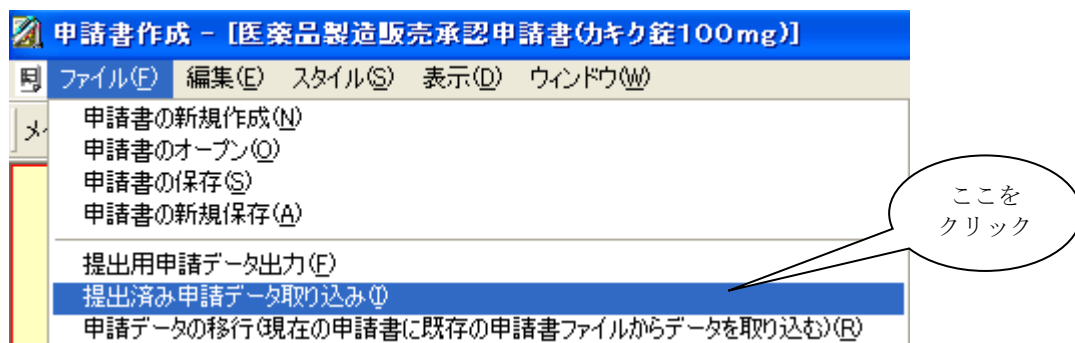 申請書作成 - [医薬品製造販売承認申請書(カキク錠100mg)]
ファイル(F) 編集(E) スタイル(S) 表示(D) ウィンドウ(W)
申請書の新規作成(N)
申請書のオープン(O)
申請書の保存(S)
申請書の新規保存(A)
ここを
クリック
提出用申請データ出力(F)
提出済み申請データ取り込み(I)
申請データの移行(現在の申請書に既存の申請書ファイルからデータを取り込む)(R)